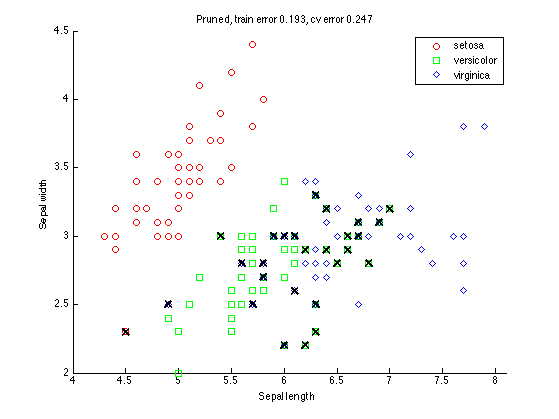 Pruned, train error 0.193, cv error 0.247
setosa
versicolor
virginica
4.5
4
3.5
3
2.5
2
Sepal width
4
4.5
5
5.5
6
6.5
7
7.5
8
Sepal length